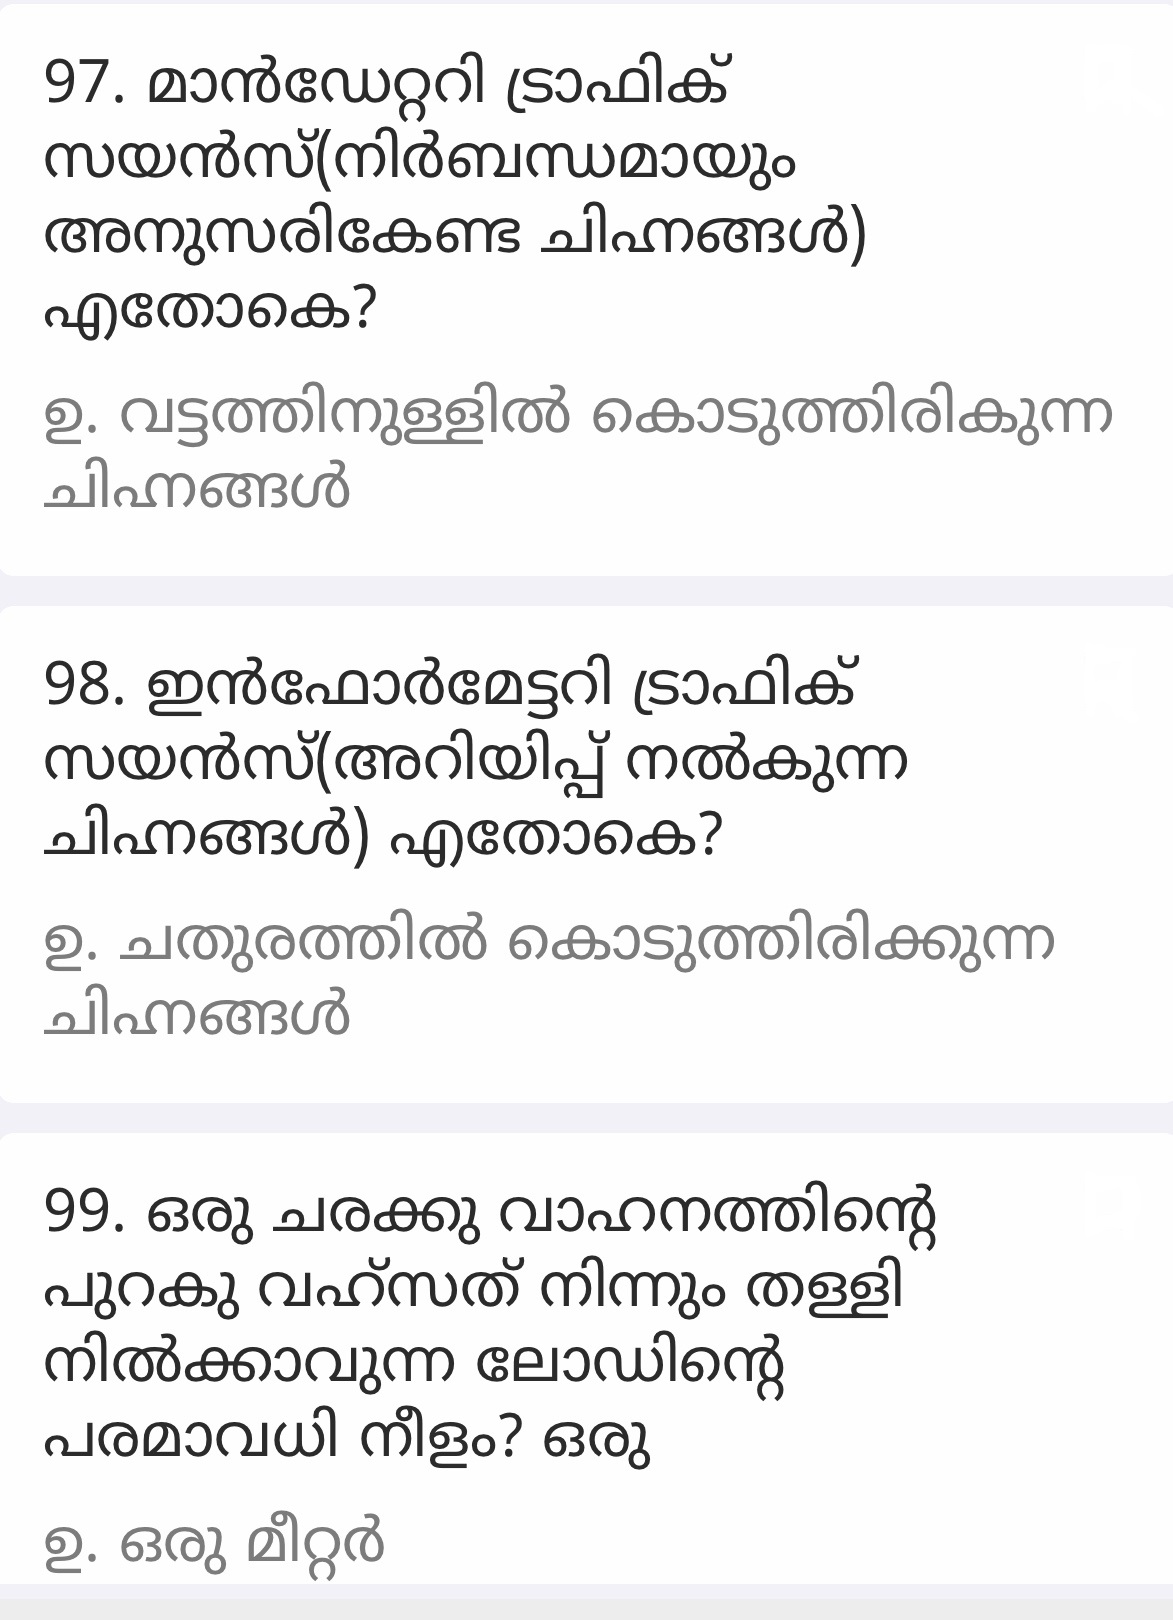 97. മാൻഡേറ്ററി ട്രാഫിക്
സയൻസ്(നിർബന്ധമായും
അനുസരികേണ്ട ചിഹ്നങ്ങൾ)
എതോകെ?
ഉ. വട്ടത്തിനുള്ളിൽ കൊടുത്തിരികുന്ന
ചിഹ്നങ്ങൾ
98. ഇൻഫോർമേട്ടറി ട്രാഫിക്
സയൻസ്(അറിയിപ്പ് നൽകുന്ന
ചിഹ്നങ്ങൾ) എതോകെ?
ഉ. ചതുരത്തിൽ കൊടുത്തിരിക്കുന്ന
ചിഹ്നങ്ങൾ
99. ഒരു ചരക്കു വാഹനത്തിന്റെ
പുറകു വഹ്സത് നിന്നും തള്ളി
നിൽക്കാവുന്ന ലോഡിന്റെ
പരമാവധി നീളം? ഒരു
ഉ. ഒരു മീറ്റർ